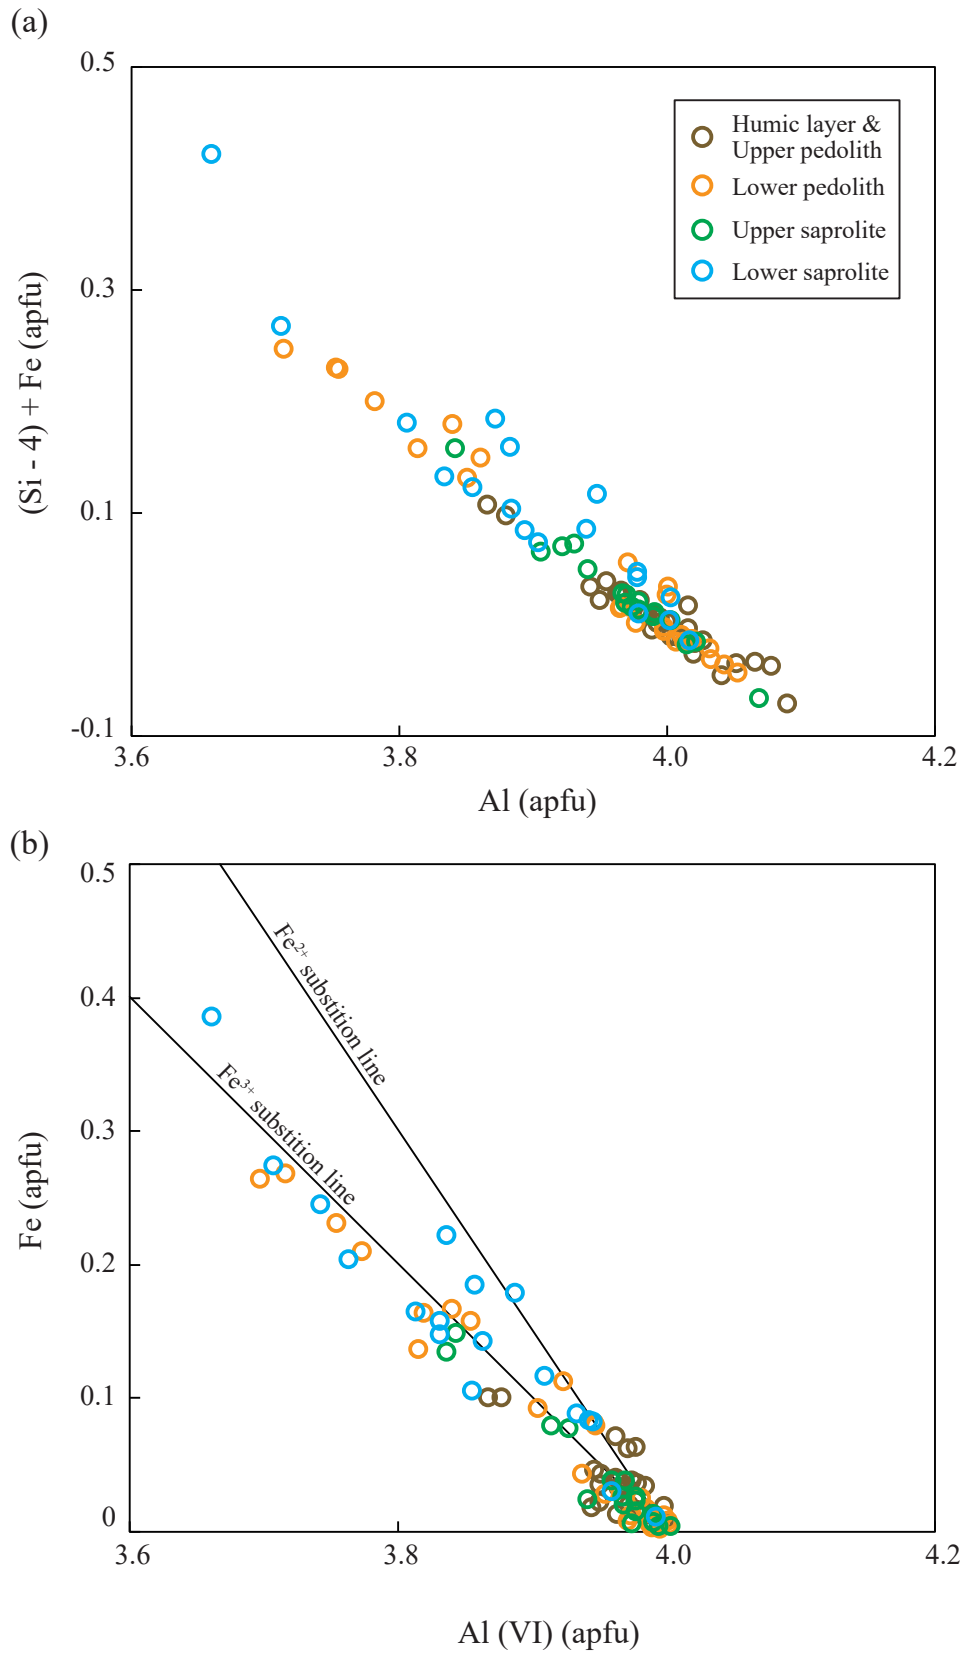 (a)
0.5
0.3
0.1
-0.1
(Si - 4) + Fe (apfu)
Humic layer &
Upper pedolith
Lower pedolith
Upper saprolite
Lower saprolite
3.6
3.8
4.0
4.2
Al (apfu)
(b)
0.5
0.4
0.3
0.2
0.1
0
Fe (apfu)
Fe2+ substition line
Fe3+ substition line
3.6
3.8
4.0
4.2
Al (VI) (apfu)